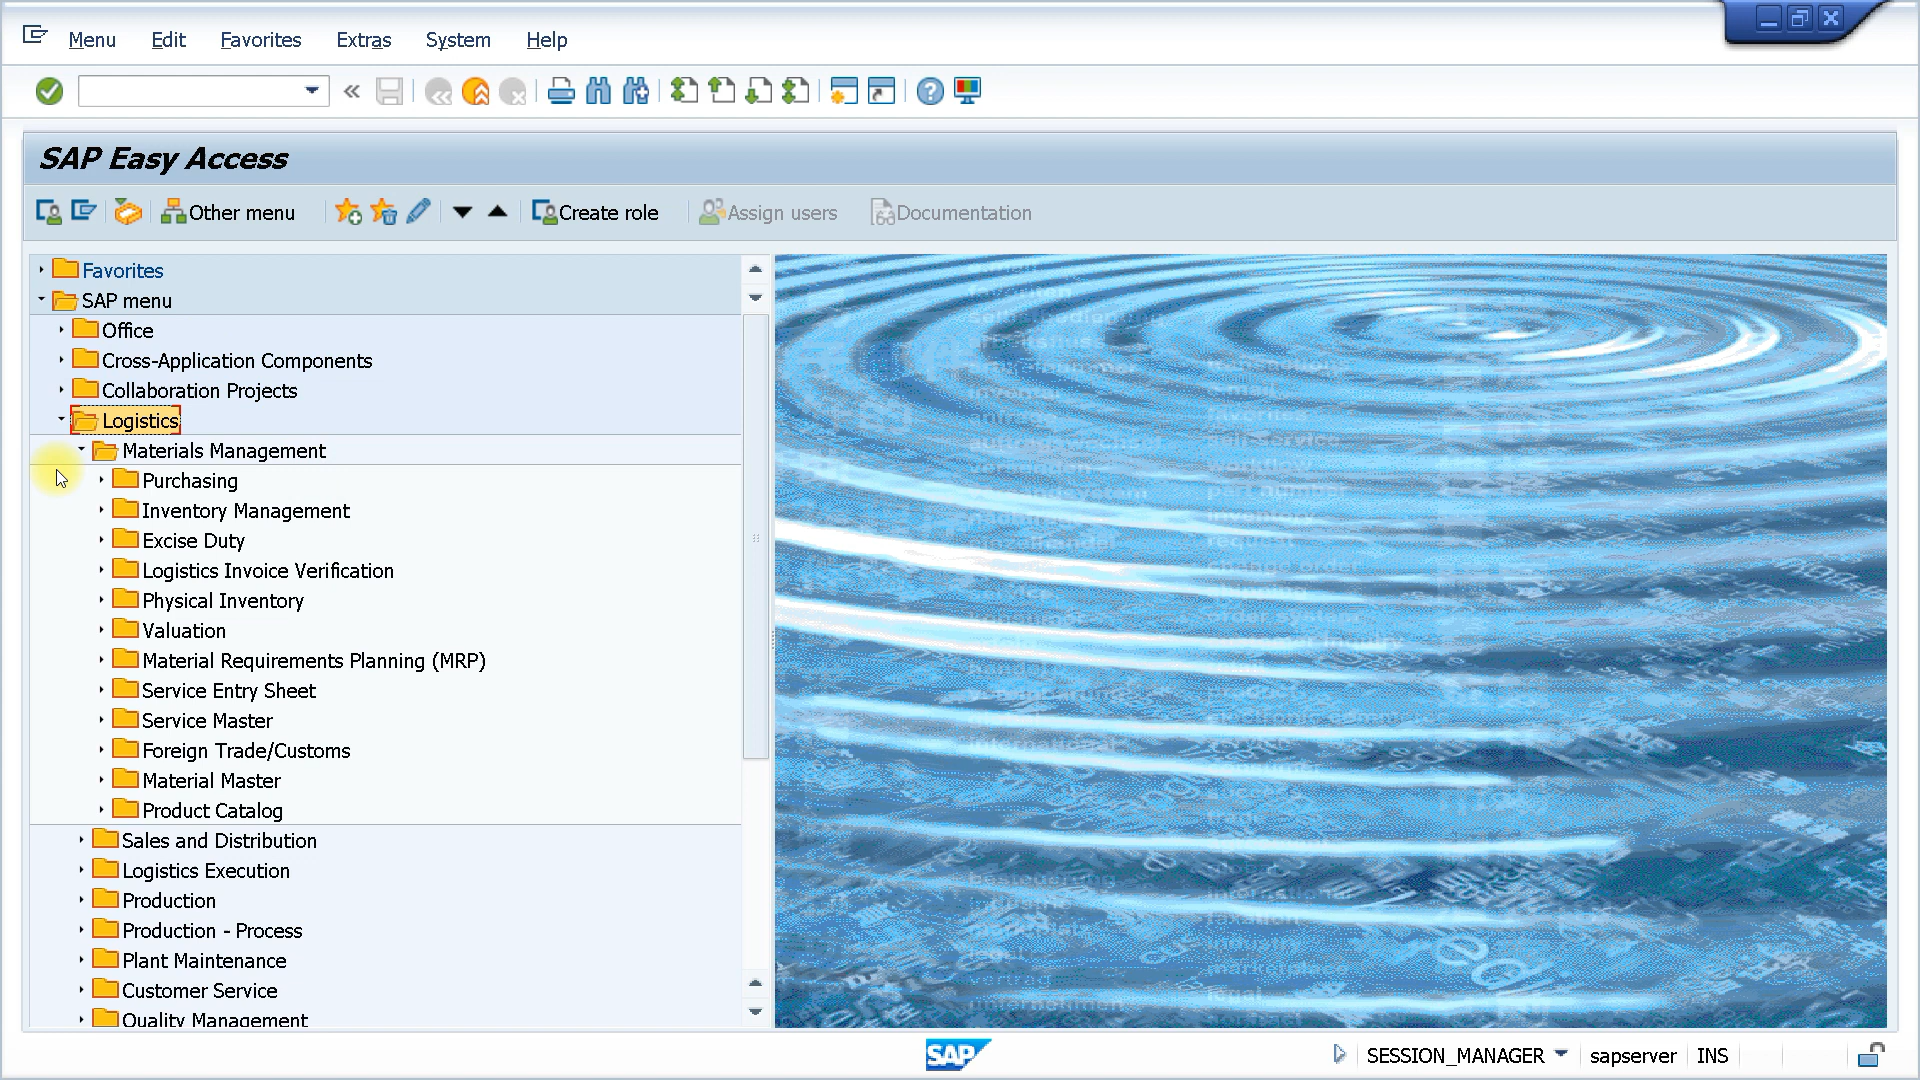 Menu Edit Favorites Extras System Help
SAP Easy Access
Other menu Create role Assign users Documentation
Favorites
SAP menu
Office
Cross-Application Components
Collaboration Projects
Logistics
Materials Management
Purchasing
Inventory Management
Excise Duty
Logistics Invoice Verification
Physical Inventory
Valuation
Material Requirements Planning (MRP)
Service Entry Sheet
Service Master
Foreign Trade/Customs
Material Master
Product Catalog
Sales and Distribution
Logistics Execution
Production
Production - Process
Plant Maintenance
Customer Service
Quality Management
SAP SESSION_MANAGER sapserver INS